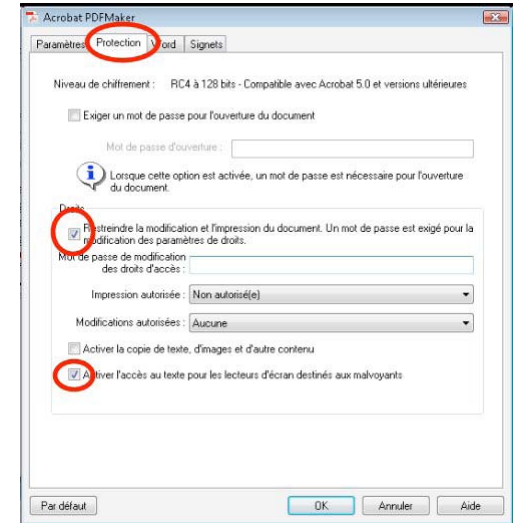 Acrobat PDFMaker
Paramètres Protection Word Signets
Niveau de chiffrement : RC4 à 128 bits - Compatible avec Acrobat 5.0 et versions ultérieures
Exiger un mot de passe pour l'ouverture du document
Mot de passe d'ouverture :
Lorsque cette option est activée, un mot de passe est nécessaire pour l'ouverture
du document.
Droits
Restreindre la modification et l'impression du document. Un mot de passe est exigé pour la
modification des paramètres de droits.
Mot de passe de modification
des droits d'accès :
Impression autorisée : Non autorisé(e)
Modifications autorisées : Aucune
Activer la copie de texte, d'images et d'autre contenu
Activer l'accès au texte pour les lecteurs d'écran destinés aux malvoyants
Par défaut OK Annuler Aide